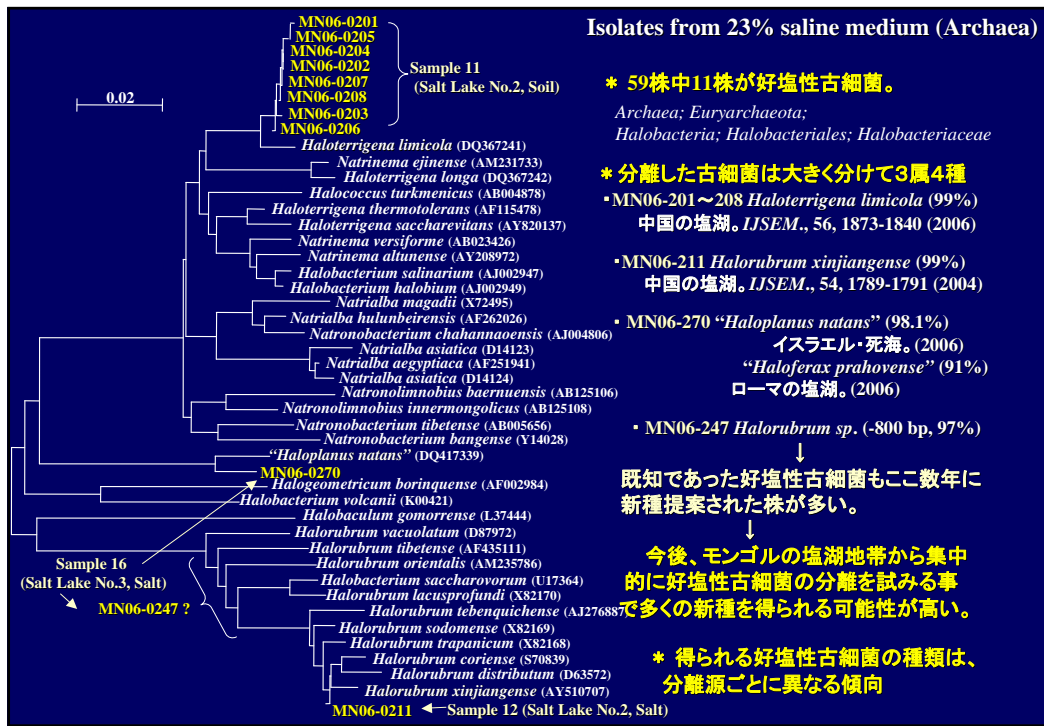 Isolates from 23% saline medium (Archaea)
MN06-0201
MN06-0205
MN06-0204
MN06-0202
MN06-0207
MN06-0208
MN06-0203
MN06-0206
Sample 11
(Salt Lake No.2, Soil)
0.02
Haloterrigena limicola (DQ367241)
Natrinema ejinense (AM231733)
Haloterrigena longa (DQ367242)
Halococcus turkmenicus (AB004878)
Haloterrigena thermotolerans (AF115478)
Haloterrigena saccharevitans (AY820137)
Natrinema versiforme (AB023426)
Natrinema altunense (AY208972)
Halobacterium salinarium (AJ002947)
Halobacterium halobium (AJ002949)
Natrialba magadii (X72495)
Natrialba hulunbeirensis (AF262026)
Natronobacterium chahannaoensis (AJ004806)
Natrialba asiatica (D14123)
Natrialba aegyptiaca (AF251941)
Natrialba asiatica (D14124)
Natronolimnobius baernuensis (AB125106)
Natronolimnobius innermongolicus (AB125108)
Natronobacterium tibetense (AB005656)
Natronobacterium bangense (Y14028)
“Haloplanus natans” (DQ417339)
MN06-0270
Halogeometricum borinquense (AF002984)
Halobacterium volcanii (K00421)
Halobaculum gomorrense (L37444)
Halorubrum vacuolatum (D87972)
Halorubrum tibetense (AF435111)
Halorubrum orientalis (AM235786)
Halobacterium saccharovorum (U17364)
Halorubrum lacusprofundi (X82170)
Halorubrum tebenquichense (AJ27688
Halorubrum sodomense (X82169)
Halorubrum trapanicum (X82168)
Halorubrum coriense (S70839)
Halorubrum distributum (D63572)
Halorubrum xinjiangense (AY510707)
MN06-0211
Sample 12 (Salt Lake No.2, Salt)
Sample 16
(Salt Lake No.3, Salt)
MN06-0247 ?
* 59株中11株が好塩性古細菌。
Archaea; Euryarchaeota;
Halobacteria; Halobacteriales; Halobacteriaceae
* 分離した古細菌は大きく分けて３属４種
・MN06-201～208 Haloterrigena limicola (99%)
中国の塩湖。IJSEM., 56, 1873-1840 (2006)
・MN06-211 Halorubrum xinjiangense (99%)
中国の塩湖。IJSEM., 54, 1789-1791 (2004)
・MN06-270 “Haloplanus natans” (98.1%)
イスラエル・死海。(2006)
“Haloferax prahovense” (91%)
ローマの塩湖。(2006)
・MN06-247 Halorubrum sp. (-800 bp, 97%)
↓
既知であった好塩性古細菌もここ数年に
新種提案された株が多い。
↓
今後、モンゴルの塩湖地帯から集中
的に好塩性古細菌の分離を試みる事
で多くの新種を得られる可能性が高い。
* 得られる好塩性古細菌の種類は、
分離源ごとに異なる傾向